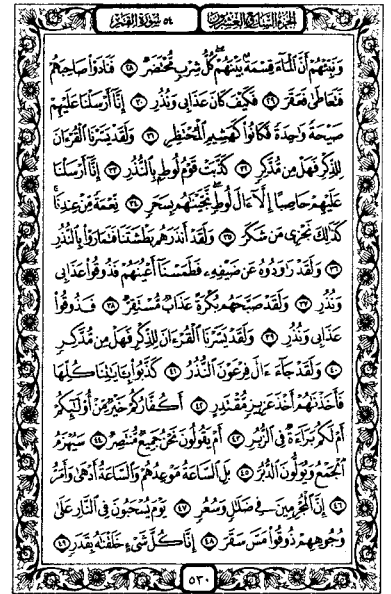 الجزء السابع والعشرون ٥٤ سورة القمر
وَنَبِّئْهُمْ أَنَّ ٱلْمَآءَ قِسْمَةٌۢ بَيْنَهُمْ ۖ كُلُّ شِرْبٍ مُّحْتَضَرٌ ٢٨ فَنَادَوْا۟ صَاحِبَهُمْ
فَتَعَاطَىٰ فَعَقَرَ ٢٩ فَكَيْفَ كَانَ عَذَابِى وَنُذُرِ ٣٠ إِنَّآ أَرْسَلْنَا عَلَيْهِمْ
صَيْحَةً وَٰحِدَةً فَكَانُوا۟ كَهَشِيمِ ٱلْمُحْتَظِرِ ٣١ وَلَقَدْ يَسَّرْنَا ٱلْقُرْءَانَ
لِلذِّكْرِ فَهَلْ مِن مُّدَّكِرٍ ٣٢ كَذَّبَتْ قَوْمُ لُوطٍۭ بِٱلنُّذُرِ ٣٣ إِنَّآ أَرْسَلْنَا
عَلَيْهِمْ حَاصِبًا إِلَّآ ءَالَ لُوطٍ ۖ نَّجَّيْنَٰهُم بِسَحَرٍ ٣٤ نِّعْمَةً مِّنْ عِندِنَا ۚ
كَذَٰلِكَ نَجْزِى مَن شَكَرَ ٣٥ وَلَقَدْ أَنذَرَهُم بَطْشَتَنَا فَتَمَارَوْا۟ بِٱلنُّذُرِ
٣٦ وَلَقَدْ رَٰوَدُوهُ عَن ضَيْفِهِۦ فَطَمَسْنَآ أَعْيُنَهُمْ فَذُوقُوا۟ عَذَابِى
وَنُذُرِ ٣٧ وَلَقَدْ صَبَّحَهُم بُكْرَةً عَذَابٌ مُّسْتَقِرٌّ ٣٨ فَذُوقُوا۟
عَذَابِى وَنُذُرِ ٣٩ وَلَقَدْ يَسَّرْنَا ٱلْقُرْءَانَ لِلذِّكْرِ فَهَلْ مِن مُّدَّكِرٍ
٤٠ وَلَقَدْ جَآءَ ءَالَ فِرْعَوْنَ ٱلنُّذُرُ ٤١ كَذَّبُوا۟ بِـَٔايَٰتِنَا كُلِّهَا
فَأَخَذْنَٰهُمْ أَخْذَ عَزِيزٍ مُّقْتَدِرٍ ٤٢ أَكُفَّارُكُمْ خَيْرٌ مِّنْ أُو۟لَٰٓئِكُمْ
أَمْ لَكُم بَرَآءَةٌ فِى ٱلزُّبُرِ ٤٣ أَمْ يَقُولُونَ نَحْنُ جَمِيعٌ مُّنتَصِرٌ ٤٤ سَيُهْزَمُ
ٱلْجَمْعُ وَيُوَلُّونَ ٱلدُّبُرَ ٤٥ بَلِ ٱلسَّاعَةُ مَوْعِدُهُمْ وَٱلسَّاعَةُ أَدْهَىٰ وَأَمَرُّ
٤٦ إِنَّ ٱلْمُجْرِمِينَ فِى ضَلَٰلٍ وَسُعُرٍ ٤٧ يَوْمَ يُسْحَبُونَ فِى ٱلنَّارِ عَلَىٰ
وُجُوهِهِمْ ذُوقُوا۟ مَسَّ سَقَرَ ٤٨ إِنَّا كُلَّ شَىْءٍ خَلَقْنَٰهُ بِقَدَرٍ ٤٩
٥٣٠